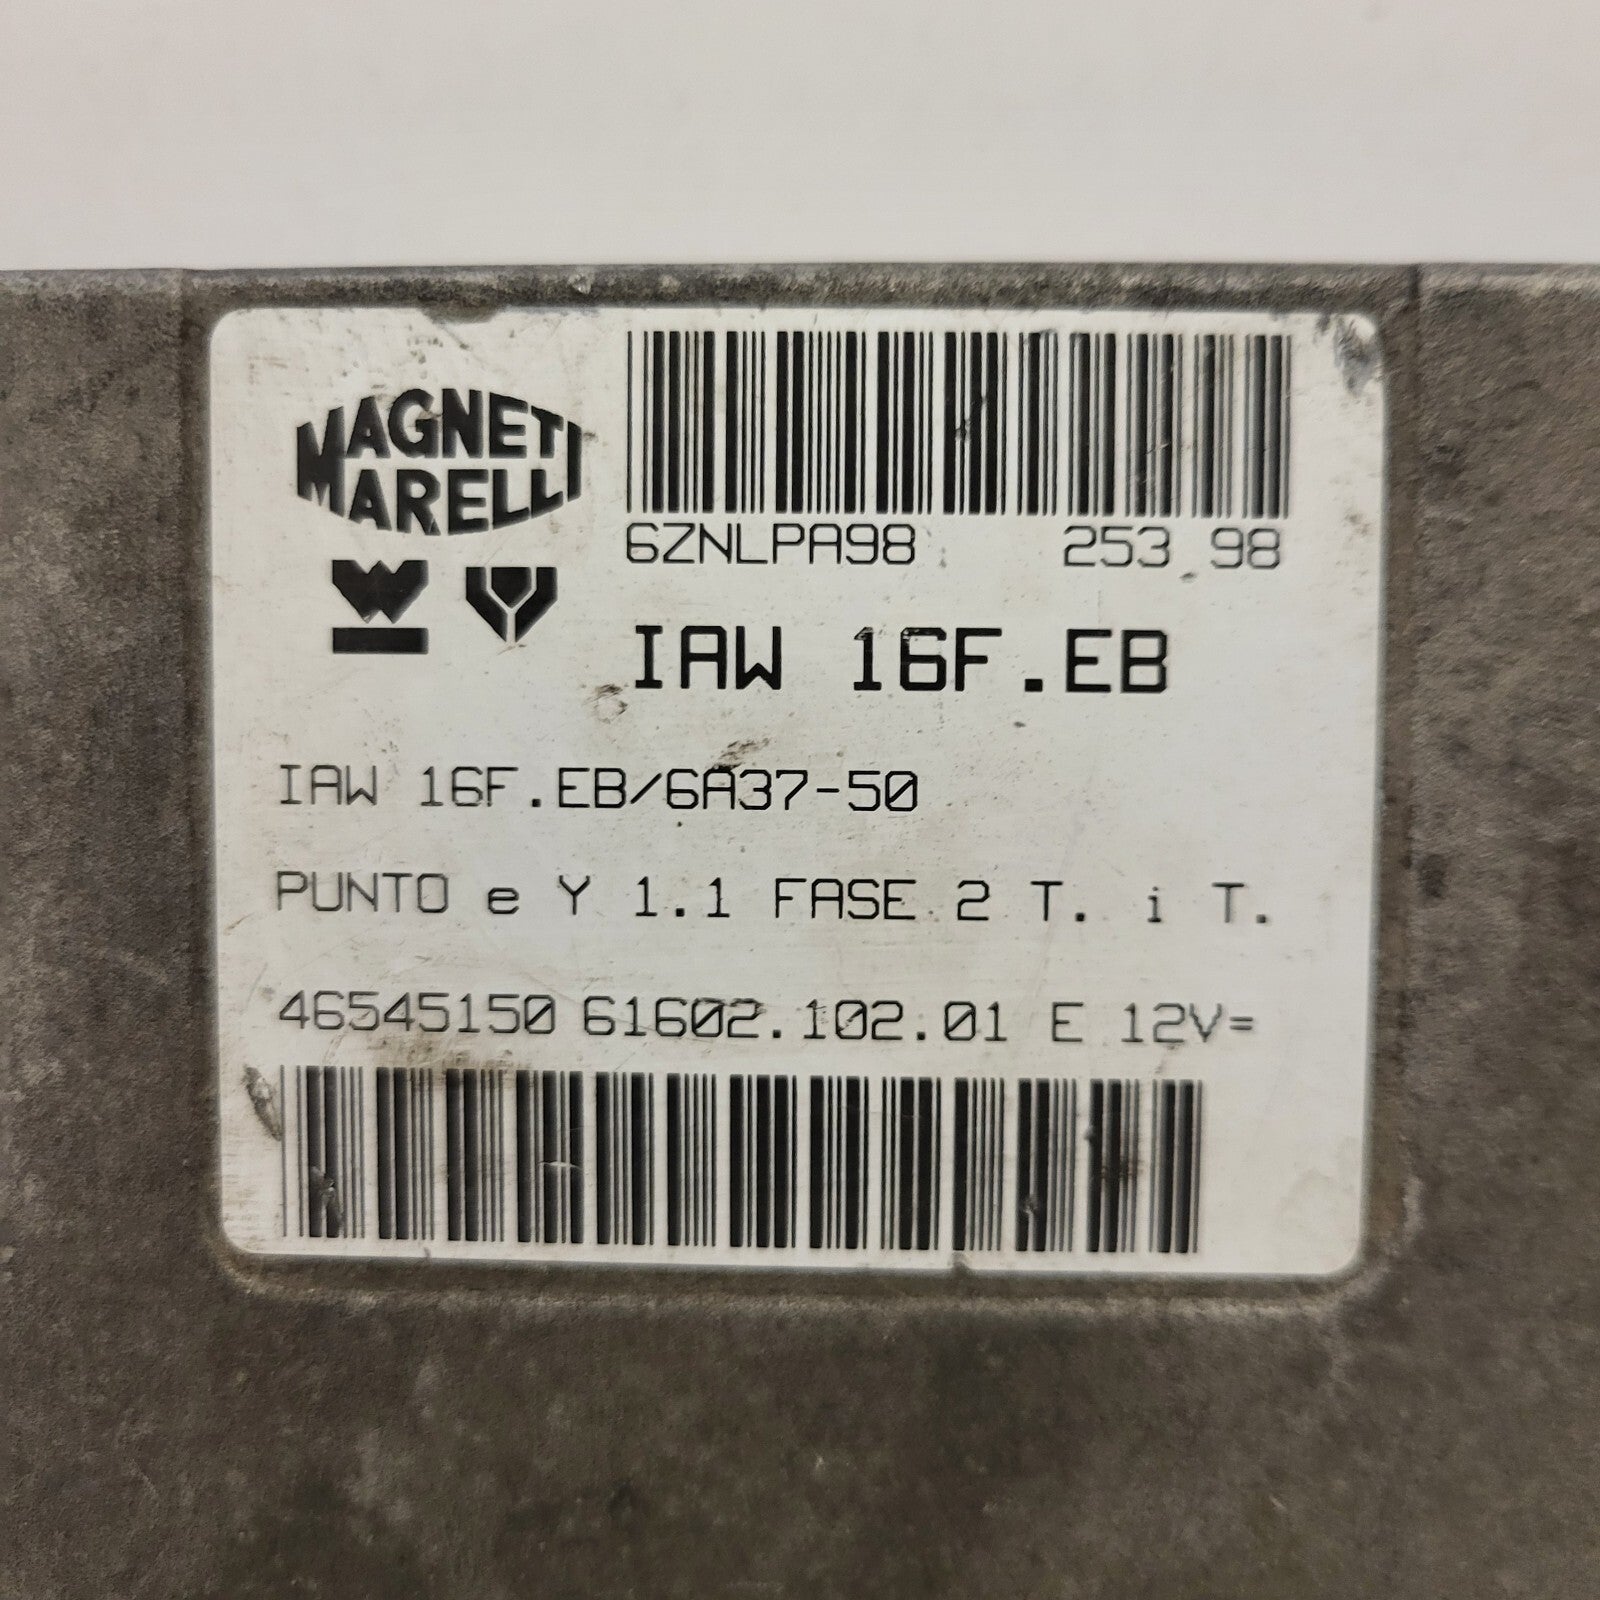 MAGNETI
MARELLI
6ZNLPA98 253 98
IAW 16F.EB
IAW 16F.EB/6A37-50
PUNTO e Y 1.1 FASE 2 T. i T.
46545150 61602.102.01 E 12V=